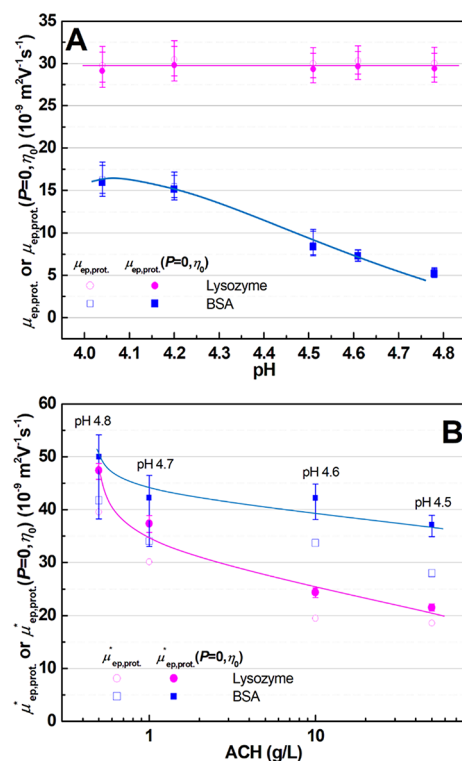 A
μep,prot. or μep,prot.(P=0,η0) (10-9 m2V-1s-1)
35
30
25
20
15
10
5
0
μep,prot. μep,prot.(P=0,η0)
Lysozyme
BSA
4.0 4.1 4.2 4.3 4.4 4.5 4.6 4.7 4.8
pH
B
μ*ep,prot. or μ*ep,prot.(P=0,η0) (10-9 m2V-1s-1)
60
50
40
30
20
10
0
pH 4.8
pH 4.7
pH 4.6
pH 4.5
μ*ep,prot. μ*ep,prot.(P=0,η0)
Lysozyme
BSA
1 10
ACH (g/L)